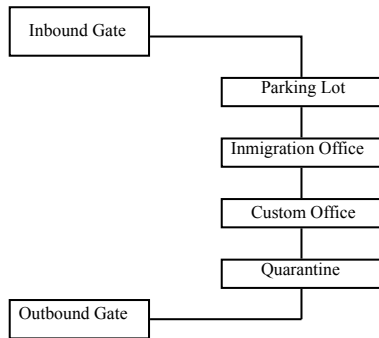 Inbound Gate
Parking Lot
Inmigration Office
Custom Office
Quarantine
Outbound Gate